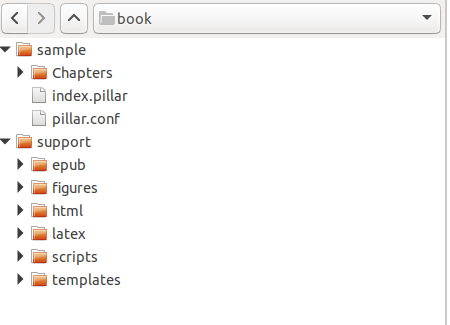 book
sample
Chapters
index.pillar
pillar.conf
support
epub
figures
html
latex
scripts
templates